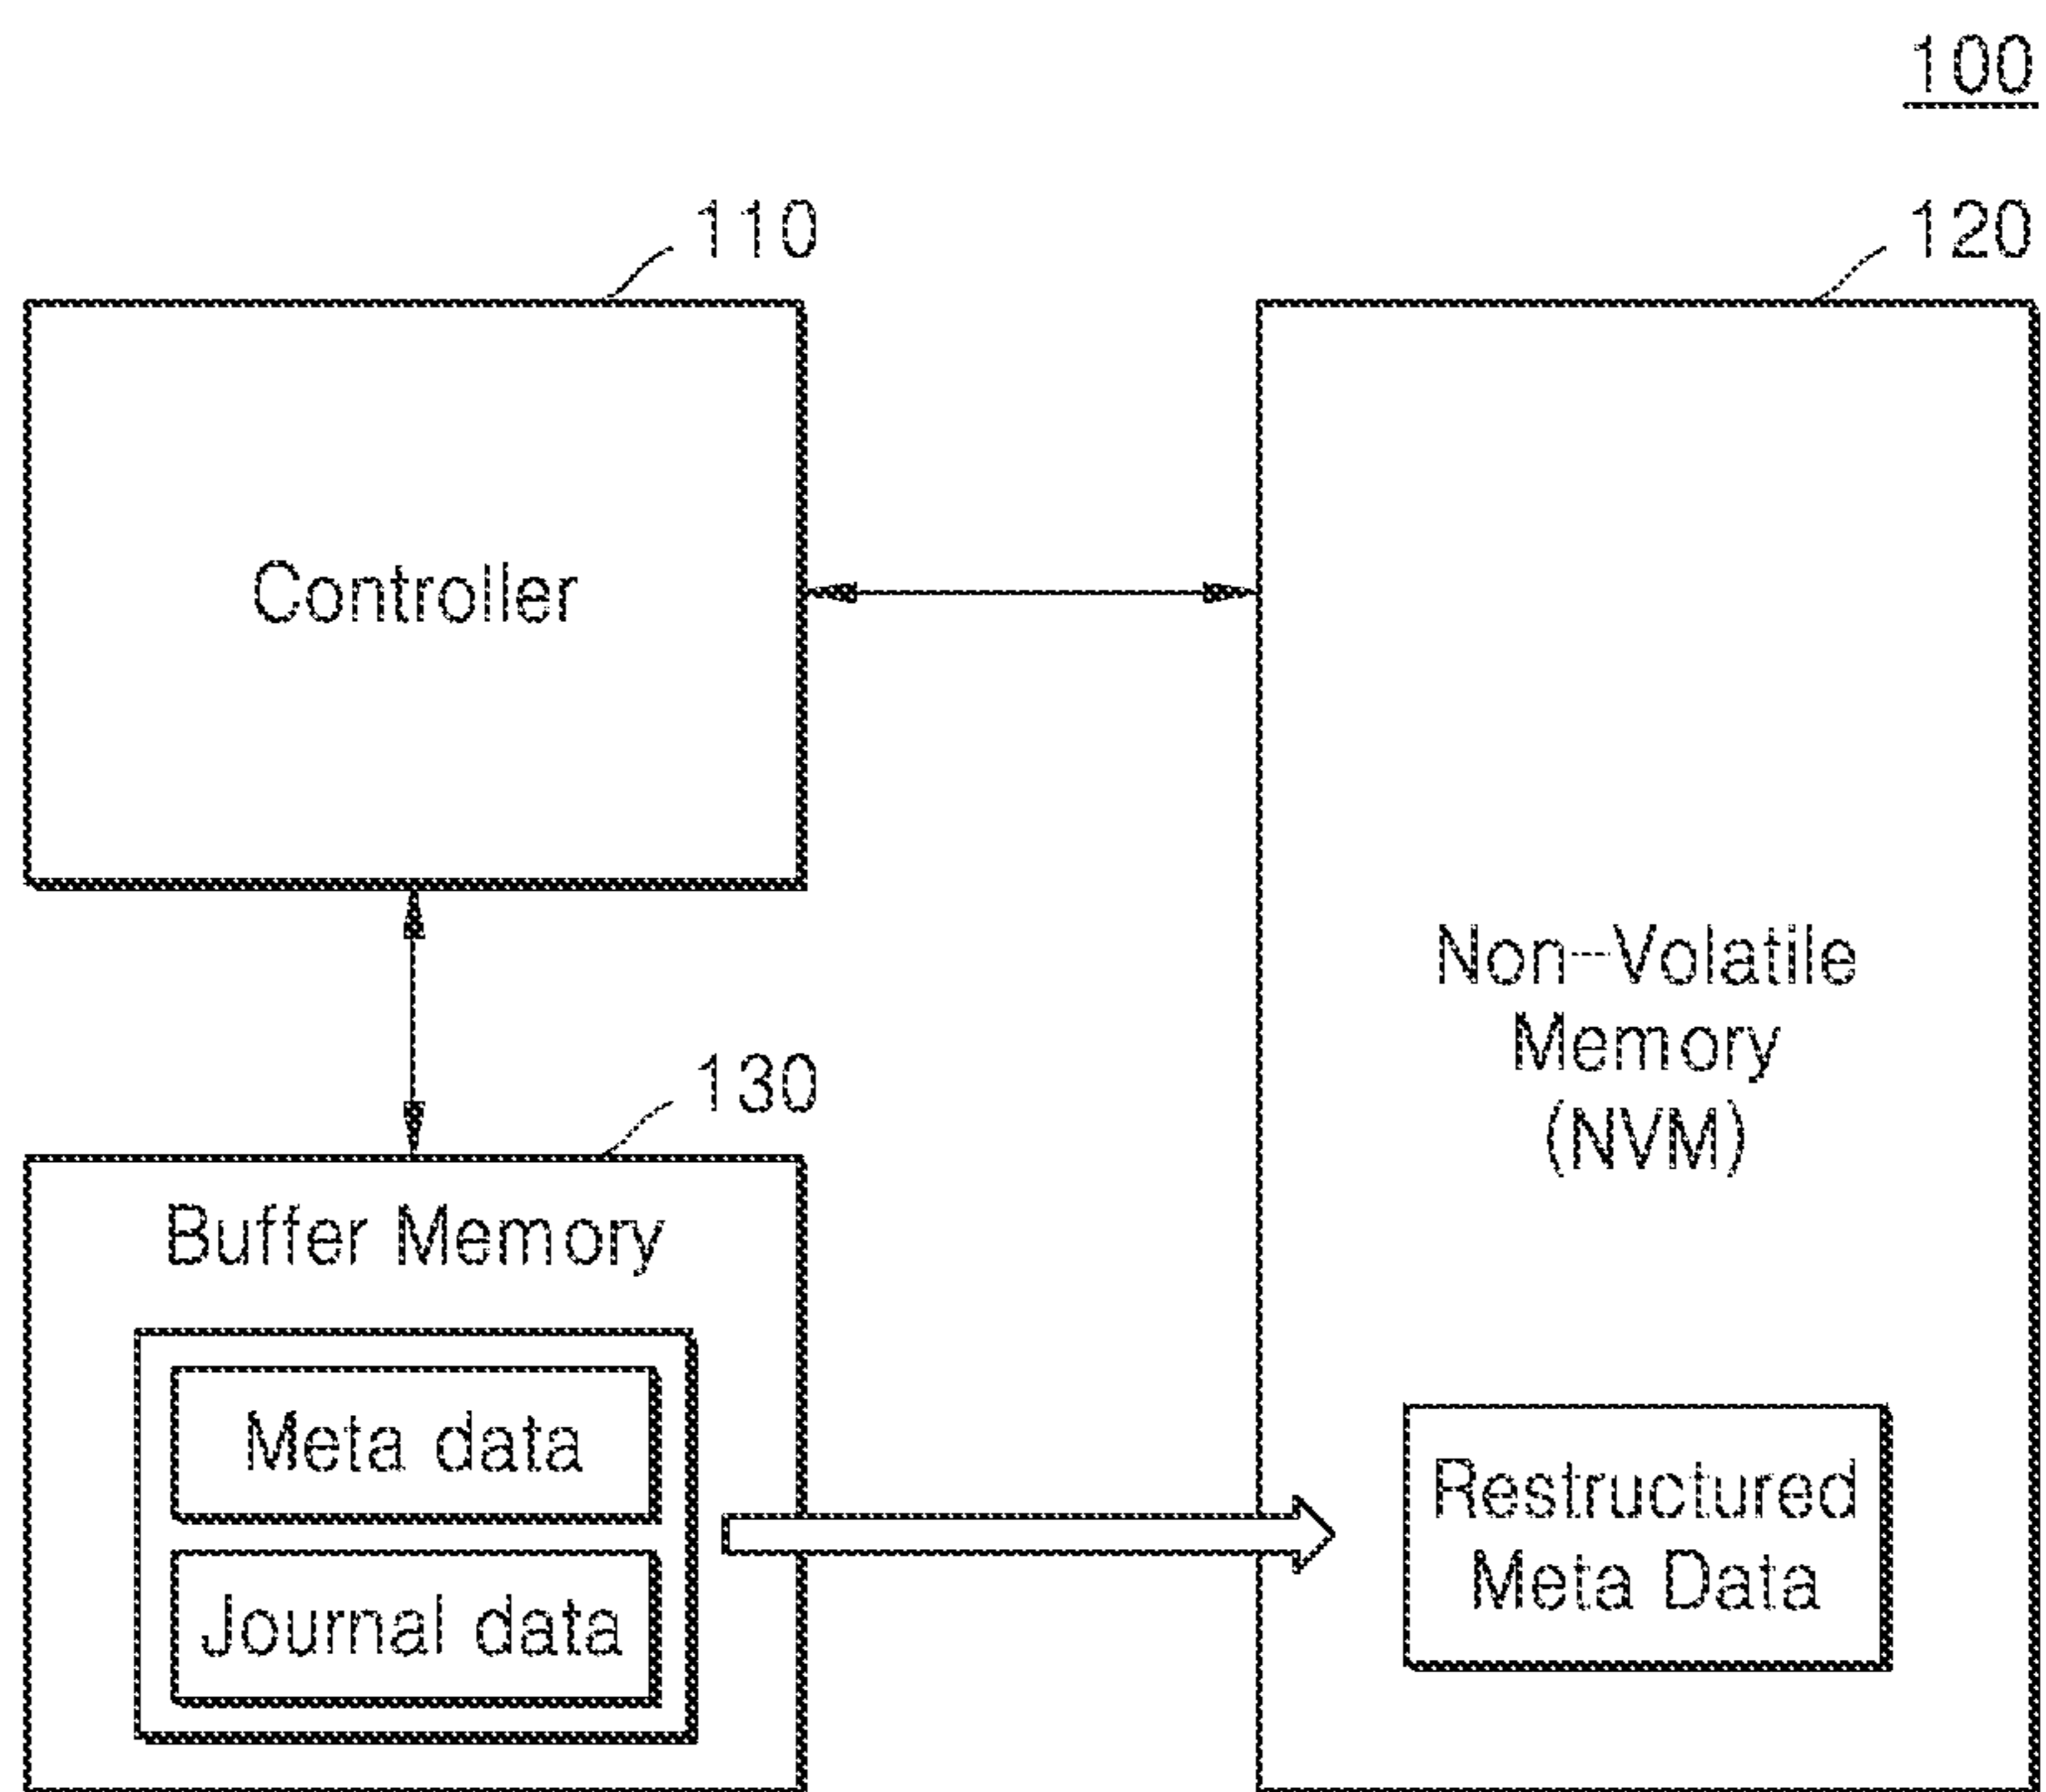 100
110
120
Controller
Non-Volatile
Memory
(NVM)
130
Buffer Memory
Meta data
Journal data
Restructured
Meta Data